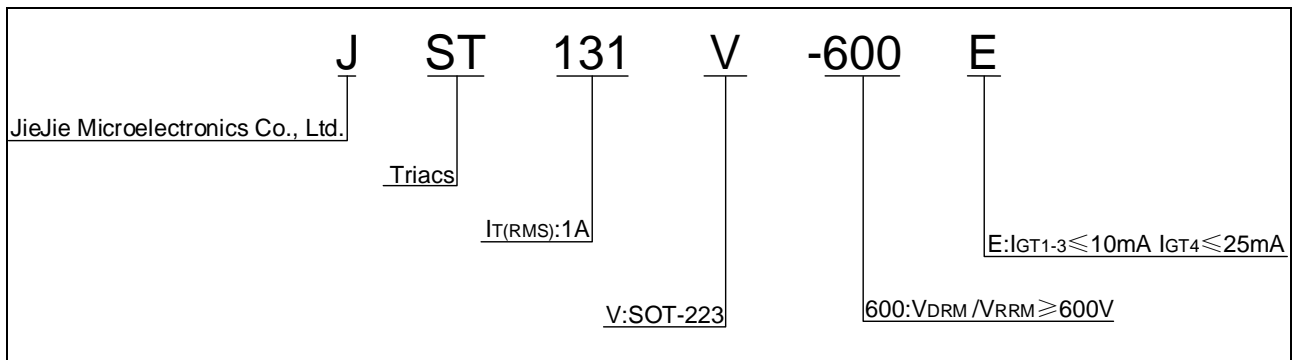 J ST 131 V -600 E
JieJie Microelectronics Co., Ltd.
Triacs
IT(RMS):1A
E:IGT1-3≤10mA IGT4≤25mA
V:SOT-223
600:VDRM /VRRM≥600V